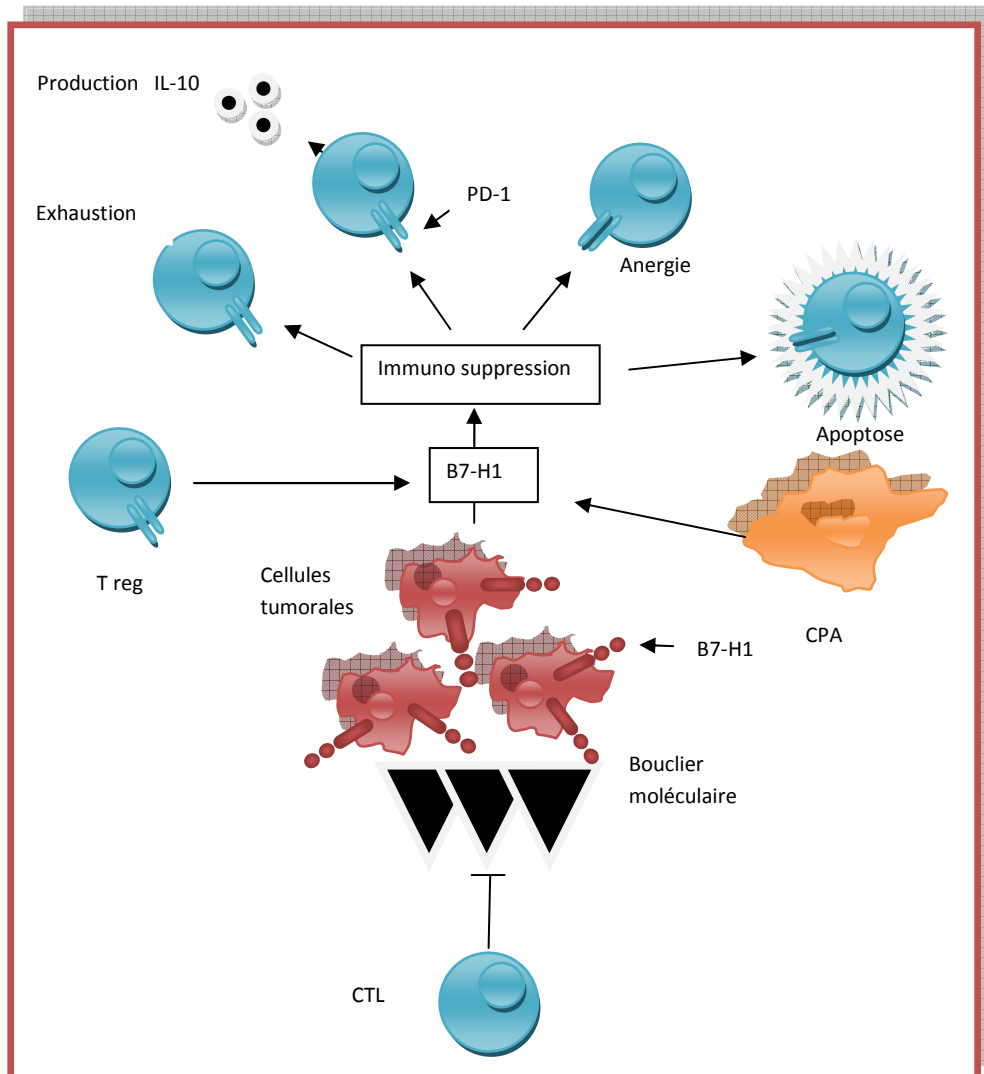 Production IL-10
PD-1
Exhaustion
Anergie
Immuno suppression
Apoptose
B7-H1
T reg
Cellules
tumorales
CPA
B7-H1
Bouclier
moléculaire
CTL